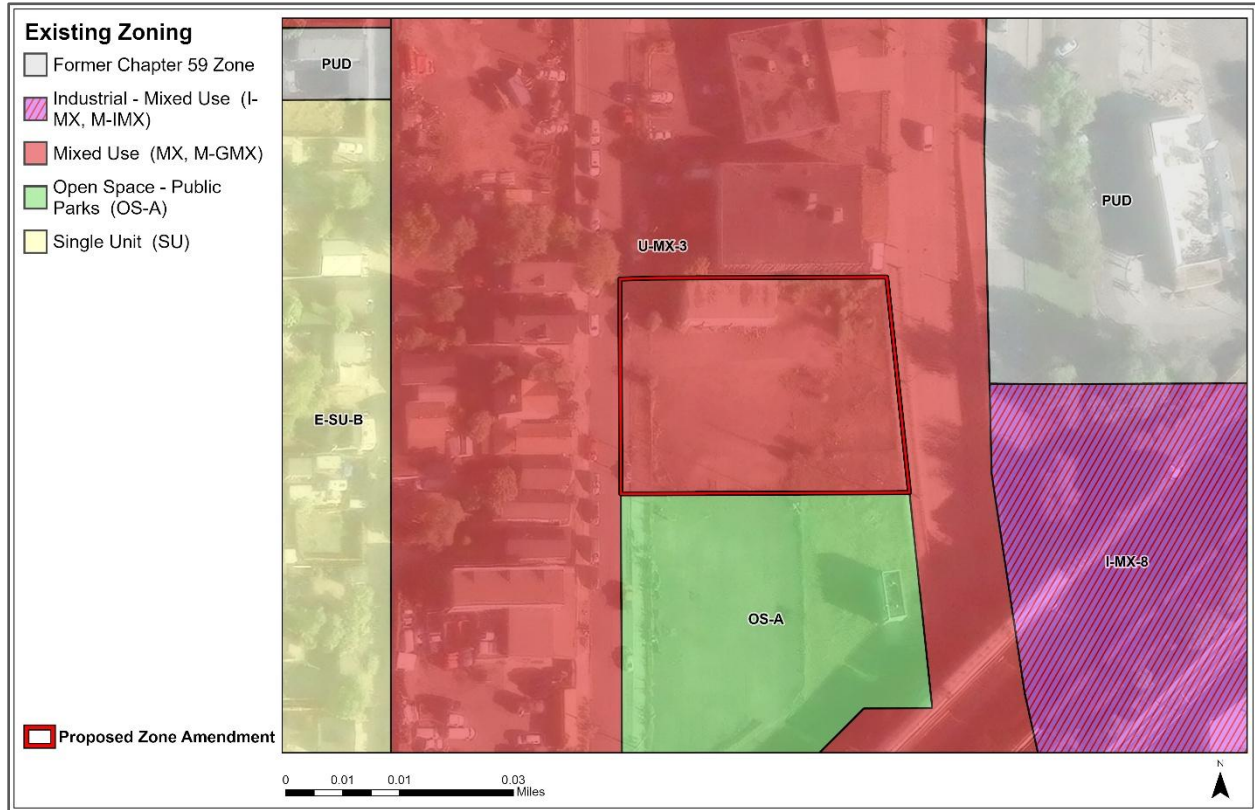 Existing Zoning
Former Chapter 59 Zone
Industrial - Mixed Use (I-
MX, M-IMX)
Mixed Use (MX, M-GMX)
Open Space - Public
Parks (OS-A)
Single Unit (SU)
Proposed Zone Amendment
PUD
PUD
U-MX-3
E-SU-B
I-MX-8
OS-A
0 0.01 0.01 0.03
Miles
N